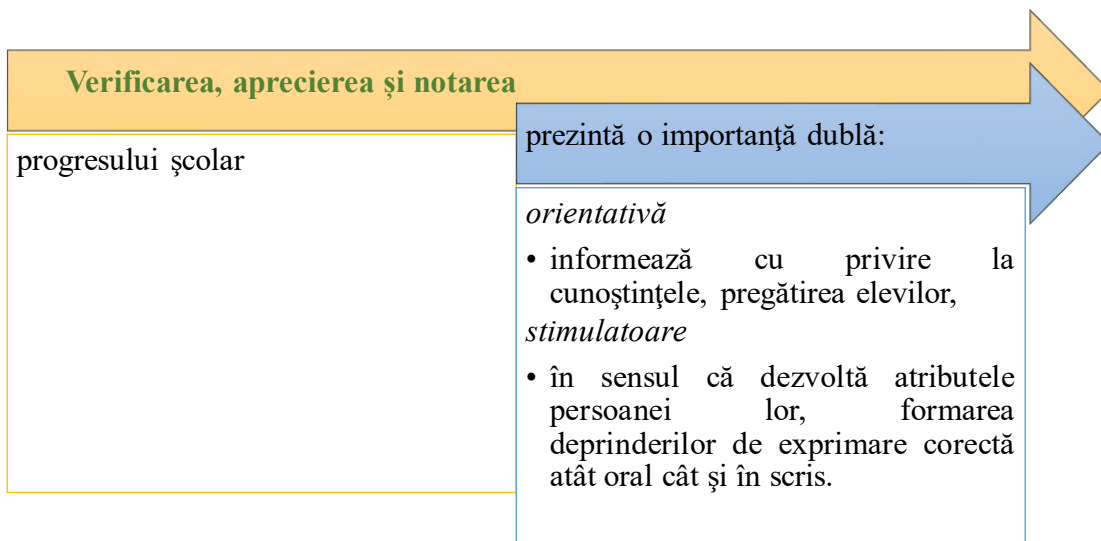 Verificarea, aprecierea și notarea
progresului şcolar
prezintă o importanţă dublă:
orientativă
• informează cu privire la
cunoştinţele, pregătirea elevilor,
stimulatoare
• în sensul că dezvoltă atributele
persoanei lor, formarea
deprinderilor de exprimare corectă
atât oral cât şi în scris.